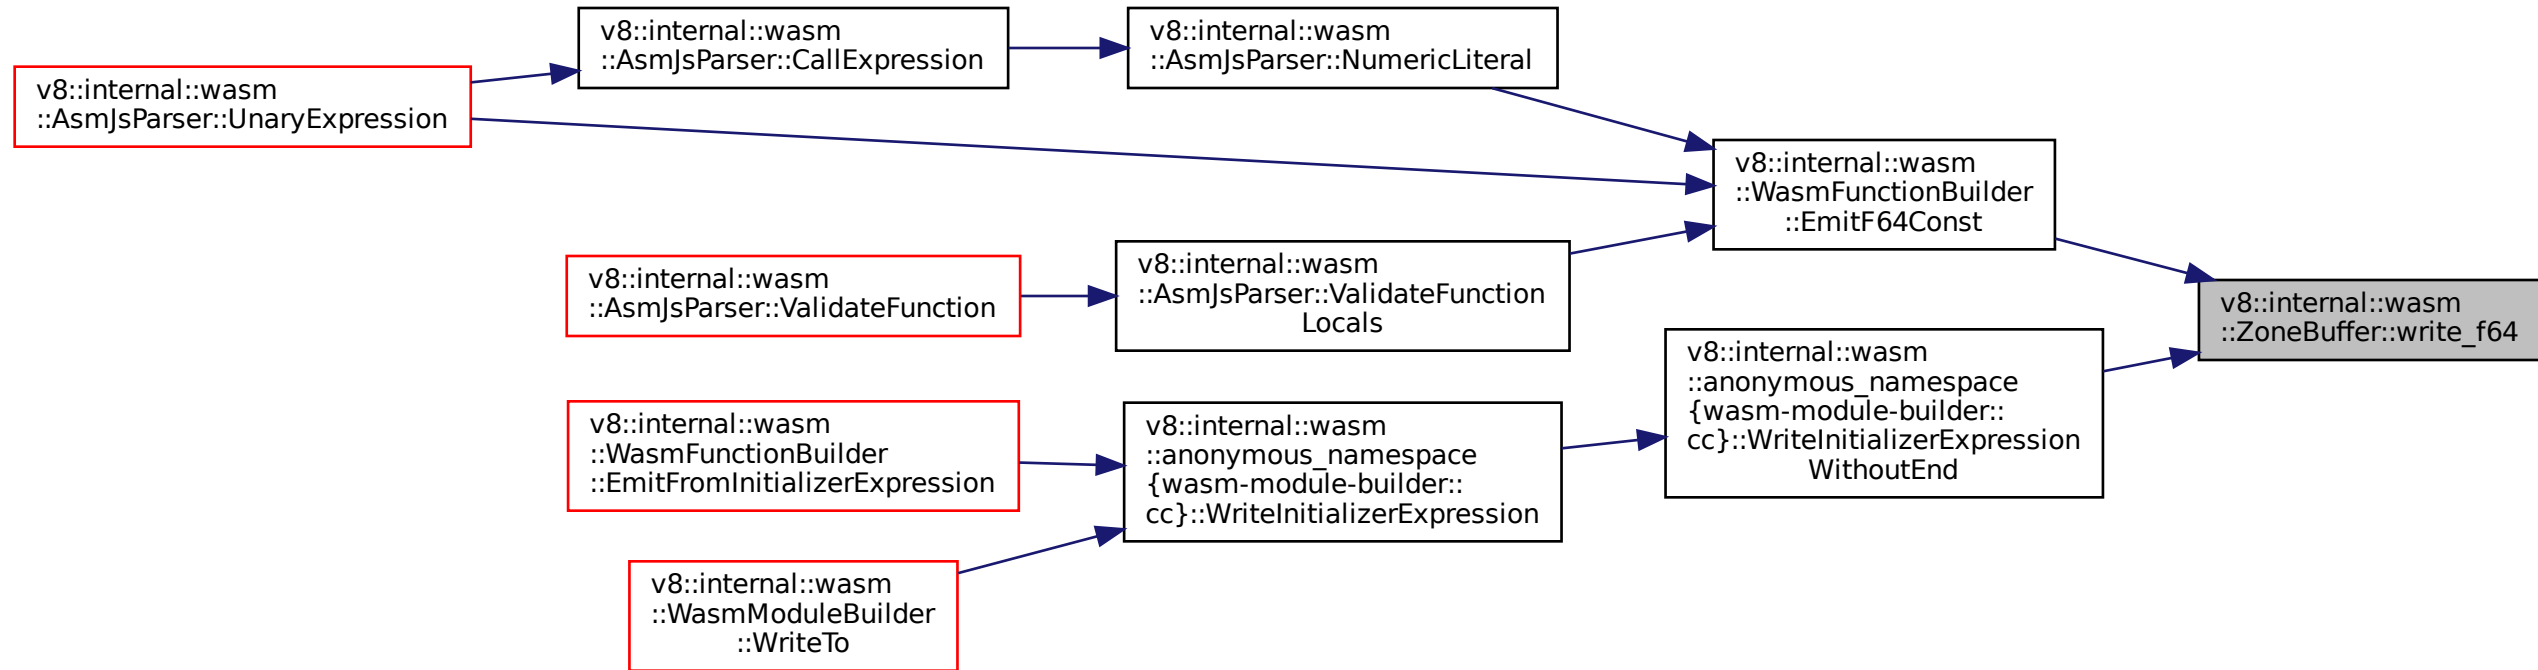 v8::internal::wasm
::AsmJsParser::UnaryExpression
v8::internal::wasm
::AsmJsParser::CallExpression
v8::internal::wasm
::AsmJsParser::NumericLiteral
v8::internal::wasm
::WasmFunctionBuilder
::EmitF64Const
v8::internal::wasm
::AsmJsParser::ValidateFunction
v8::internal::wasm
::AsmJsParser::ValidateFunction
Locals
v8::internal::wasm
::ZoneBuffer::write_f64
v8::internal::wasm
::anonymous_namespace
{wasm-module-builder::
cc}::WriteInitializerExpression
WithoutEnd
v8::internal::wasm
::WasmFunctionBuilder
::EmitFromInitializerExpression
v8::internal::wasm
::anonymous_namespace
{wasm-module-builder::
cc}::WriteInitializerExpression
v8::internal::wasm
::WasmModuleBuilder
::WriteTo